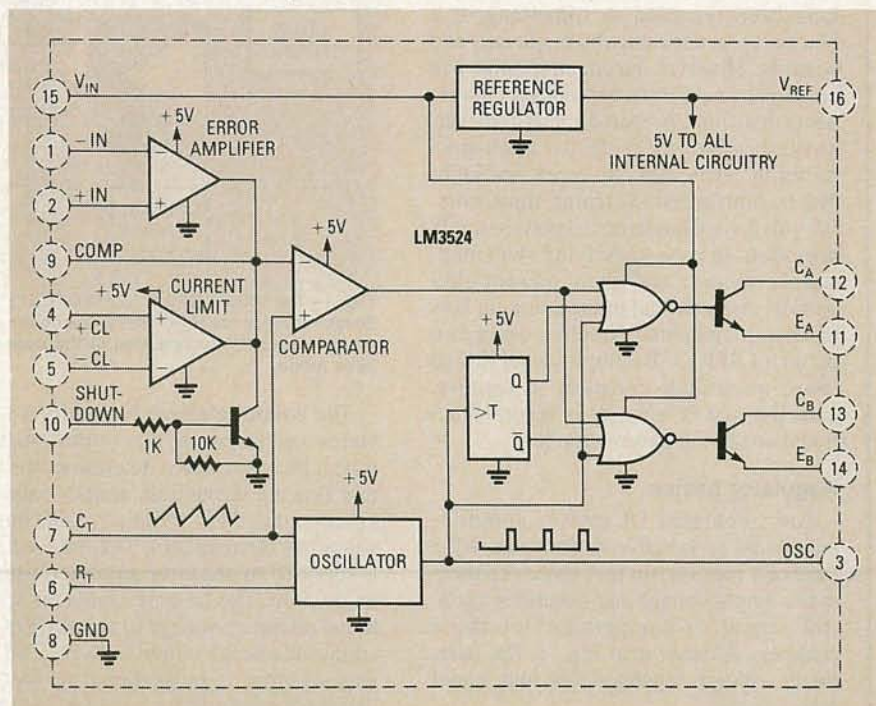 15
V_IN
REFERENCE
REGULATOR
V_REF
16
+5V
ERROR
AMPLIFIER
5V TO ALL
INTERNAL CIRCUITRY
1
−IN
2
+IN
9
COMP
LM3524
+5V
COMPARATOR
C_A
12
E_A
11
+5V
CURRENT
LIMIT
4
+CL
5
−CL
+5V
Q
>T
Q̅
C_B
13
E_B
14
SHUT-
DOWN
10
1K
10K
7
C_T
+5V
OSCILLATOR
OSC
3
6
R_T
8
GND